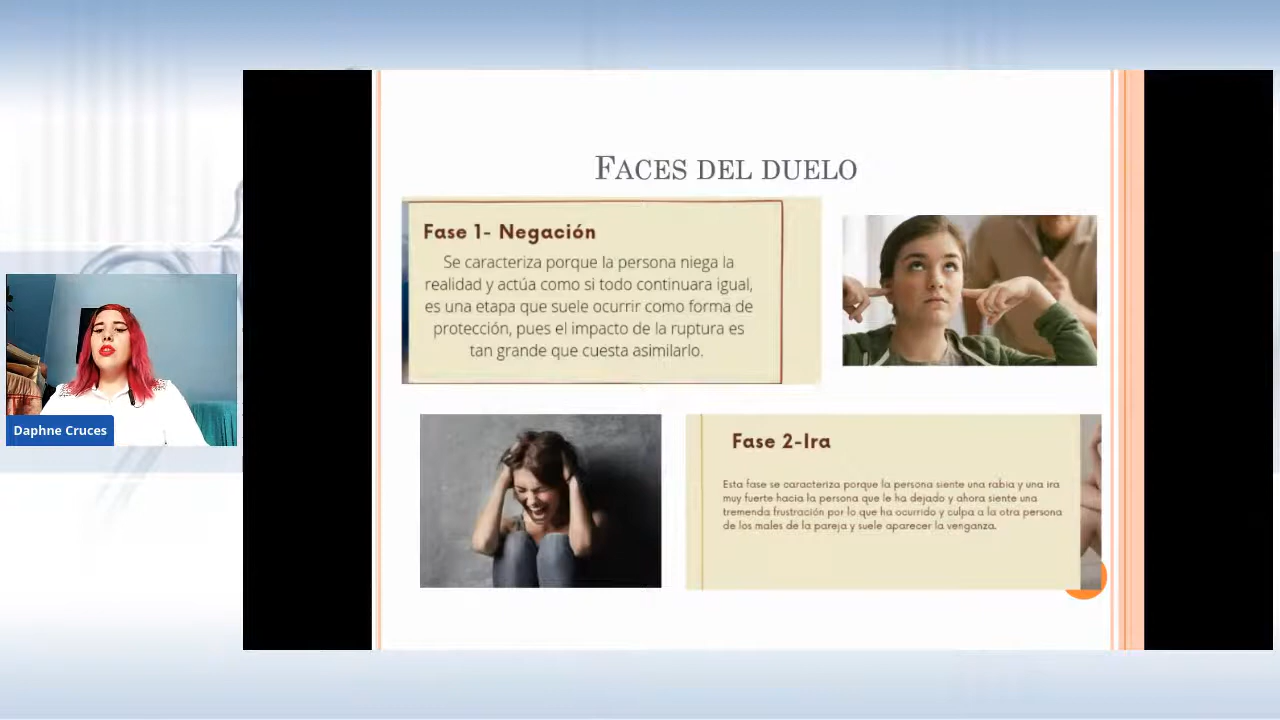 FACES DEL DUELO
Fase 1- Negación
Se caracteriza porque la persona niega la
realidad y actúa como si todo continuara igual,
es una etapa que suele ocurrir como forma de
protección, pues el impacto de la ruptura es
tan grande que cuesta asimilarlo.
Daphne Cruces
Fase 2-Ira
Esta fase se caracteriza porque la persona siente una rabia y una ira
muy fuerte hacia la persona que le ha dejado y ahora siente una
tremenda frustración por lo que ha ocurrido y culpa a la otra persona
de los males de la pareja y suele aparecer la venganza.